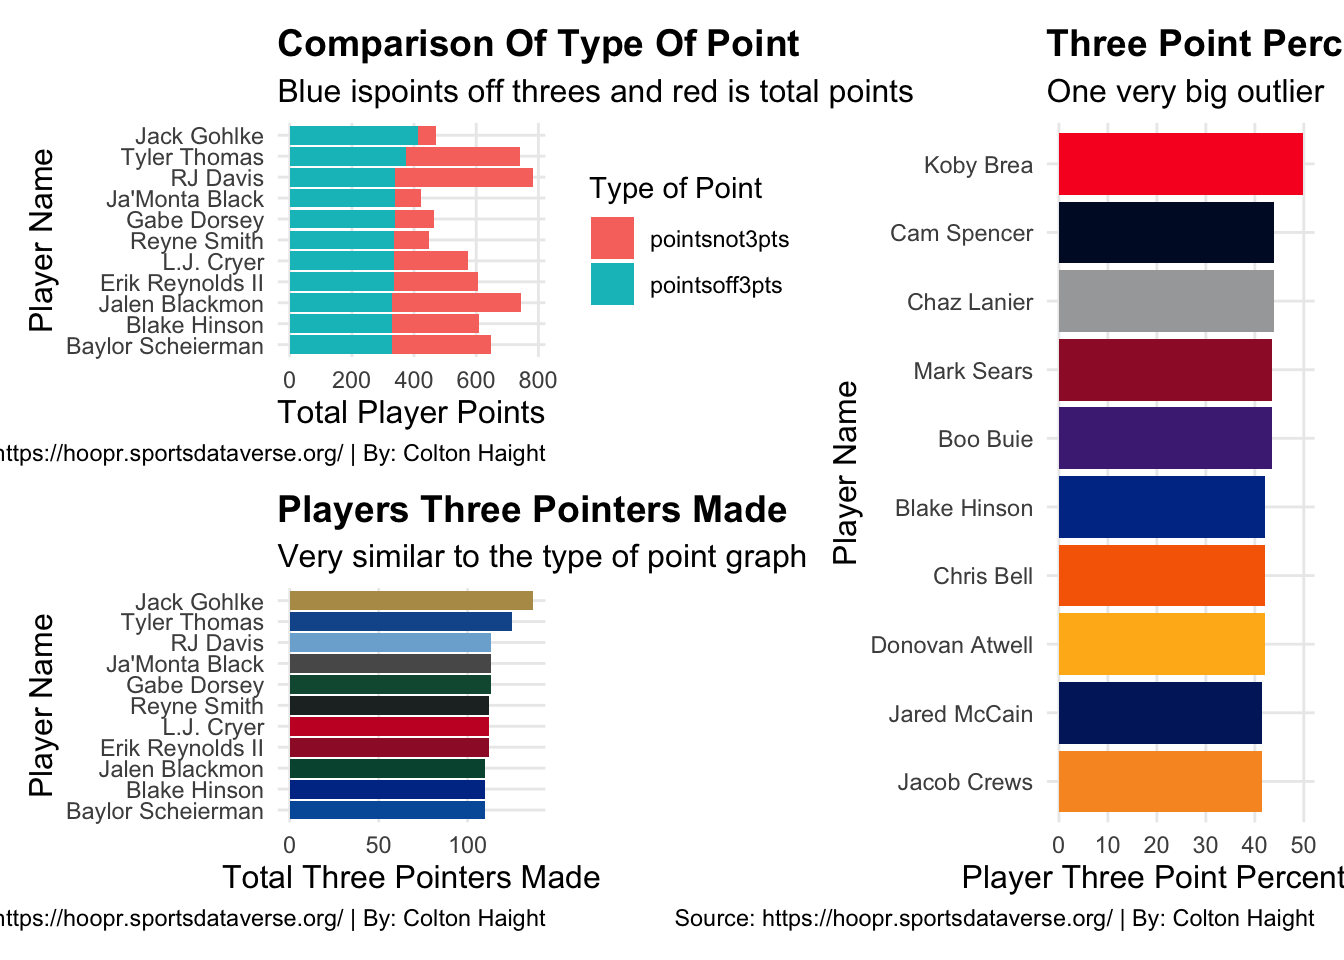 Comparison Of Type Of Point
Blue ispoints off threes and red is total points
Player Name
Jack Gohlke
Tyler Thomas
RJ Davis
Ja'Monta Black
Gabe Dorsey
Reyne Smith
L.J. Cryer
Erik Reynolds II
Jalen Blackmon
Blake Hinson
Baylor Scheierman
0 200 400 600 800
Total Player Points
https://hoopr.sportsdataverse.org/ | By: Colton Haight
Type of Point
pointsnot3pts
pointsoff3pts
Players Three Pointers Made
Very similar to the type of point graph
Player Name
Jack Gohlke
Tyler Thomas
RJ Davis
Ja'Monta Black
Gabe Dorsey
Reyne Smith
L.J. Cryer
Erik Reynolds II
Jalen Blackmon
Blake Hinson
Baylor Scheierman
0 50 100
Total Three Pointers Made
https://hoopr.sportsdataverse.org/ | By: Colton Haight
Three Point Perc
One very big outlier
Player Name
Koby Brea
Cam Spencer
Chaz Lanier
Mark Sears
Boo Buie
Blake Hinson
Chris Bell
Donovan Atwell
Jared McCain
Jacob Crews
0 10 20 30 40 50
Player Three Point Percent
Source: https://hoopr.sportsdataverse.org/ | By: Colton Haight